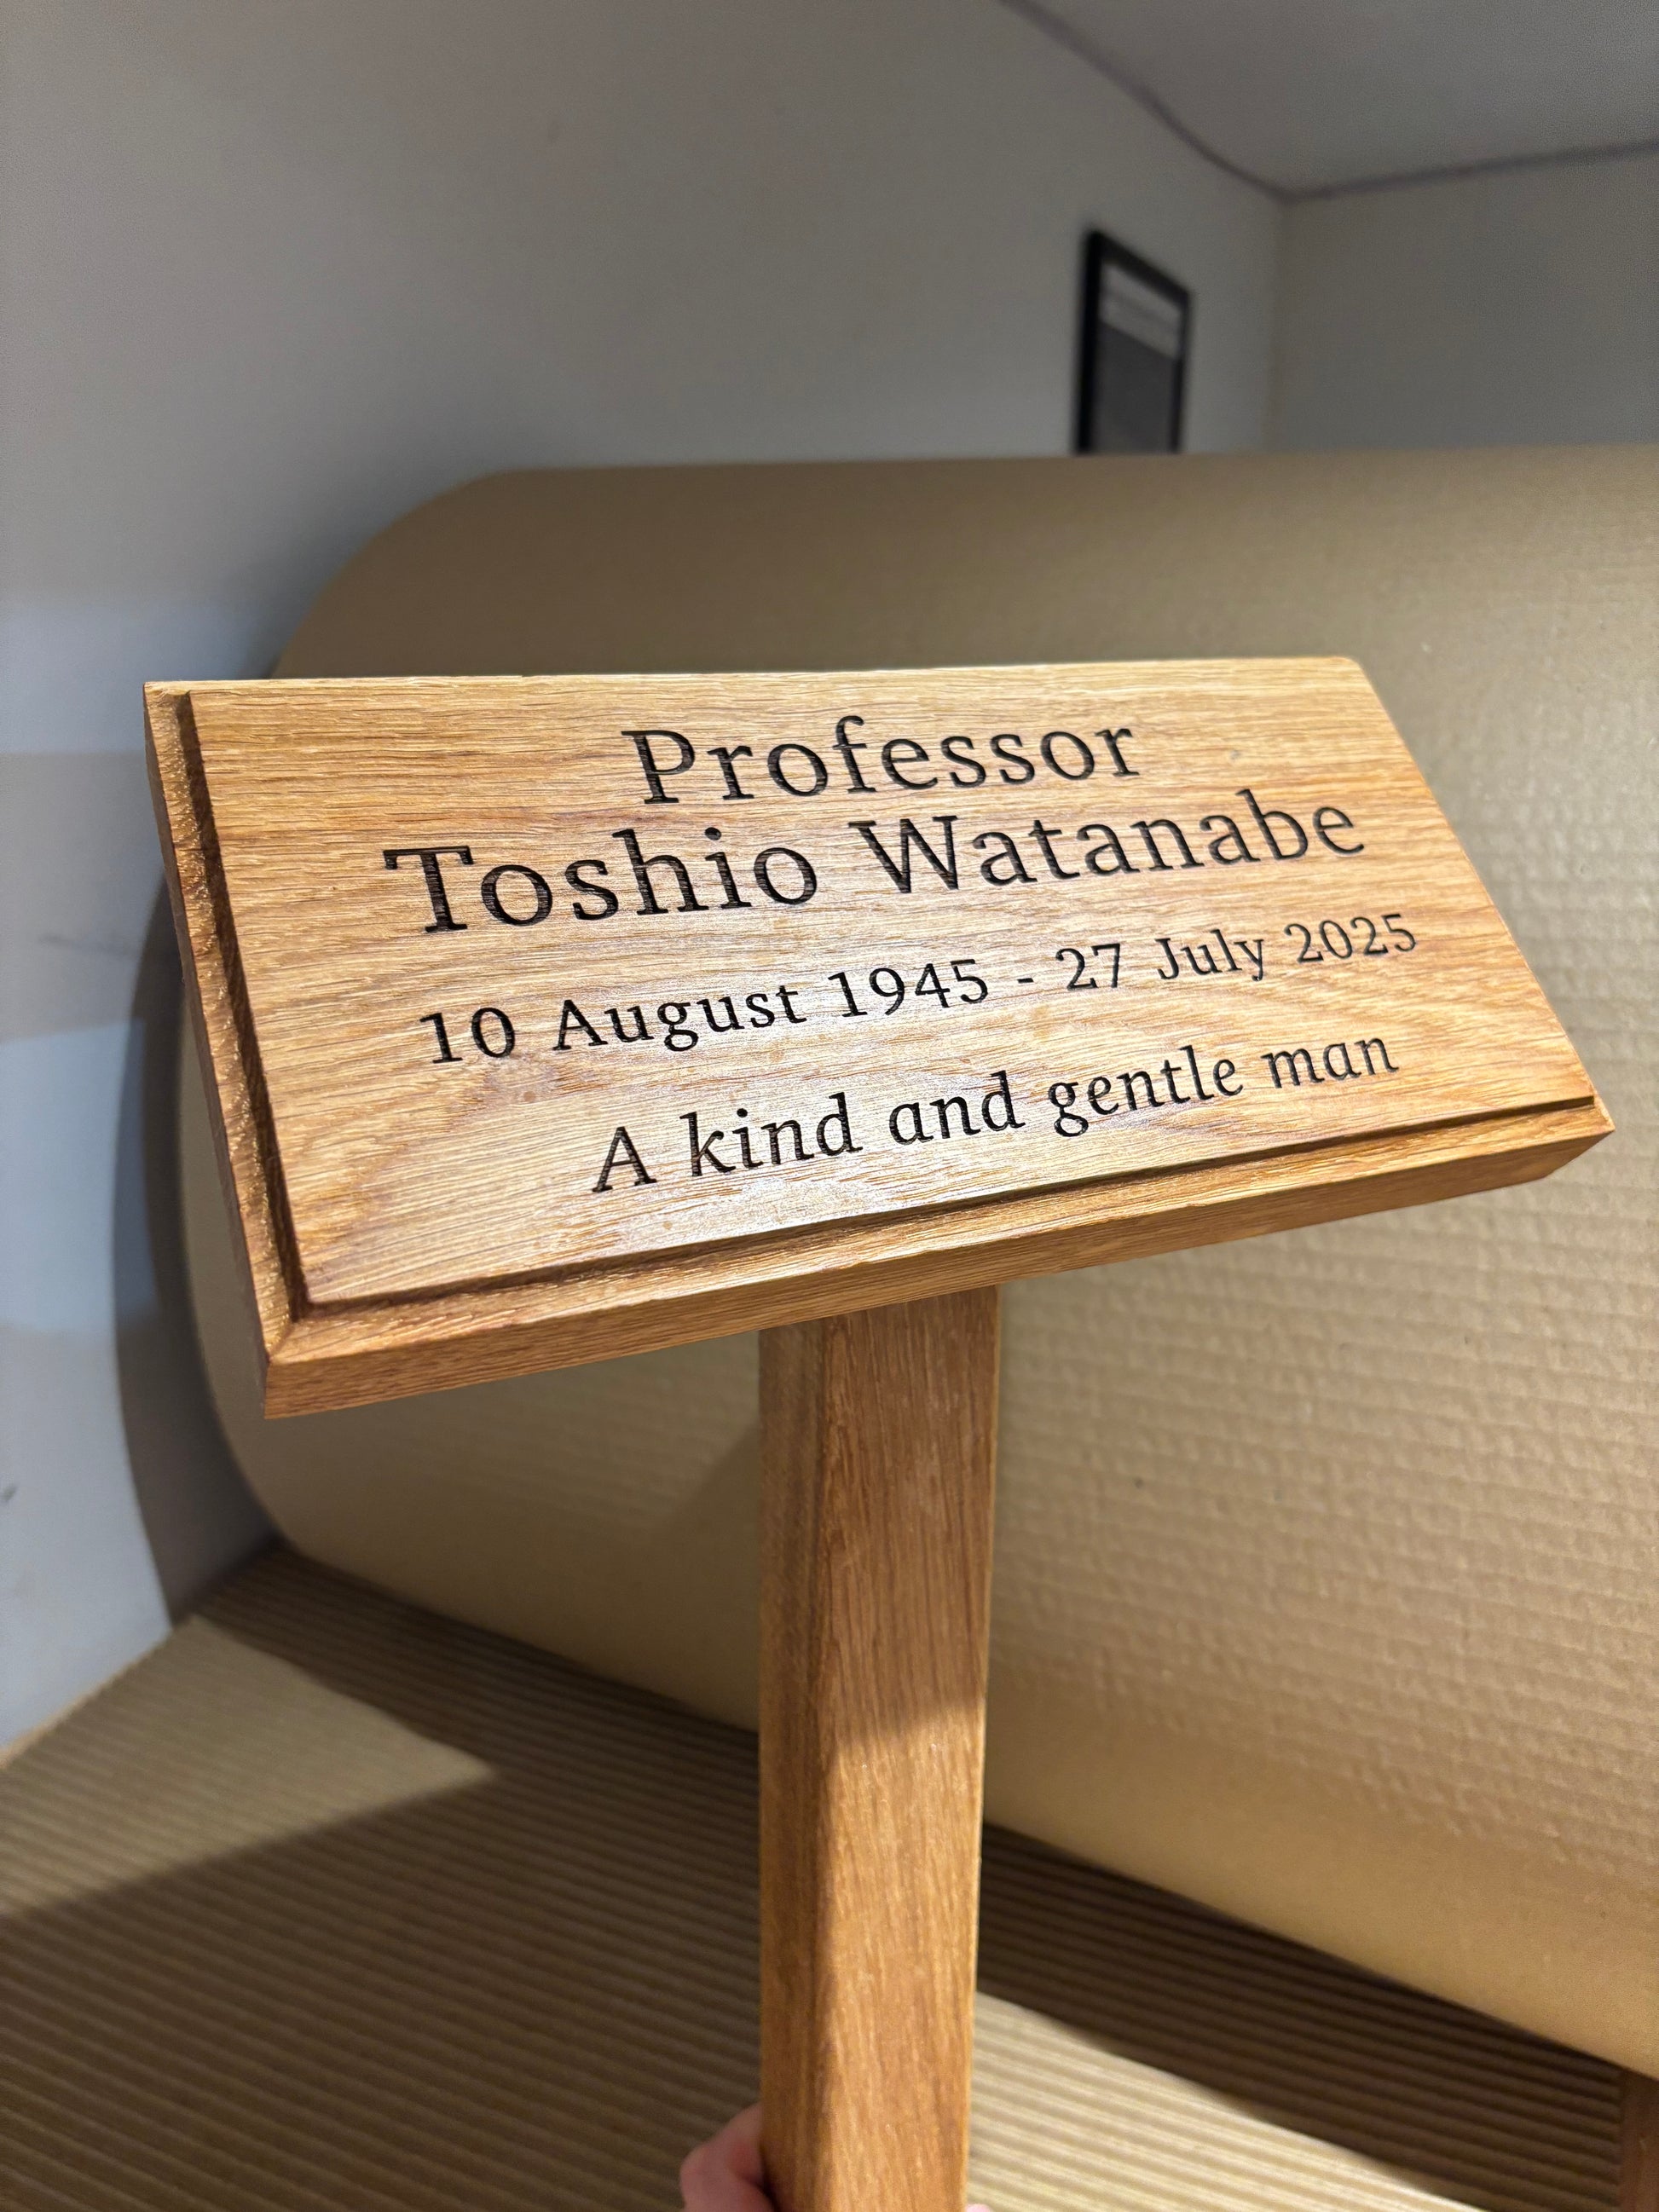 Professor
Toshio Watanabe
10 August 1945 - 27 July 2025
A kind and gentle man